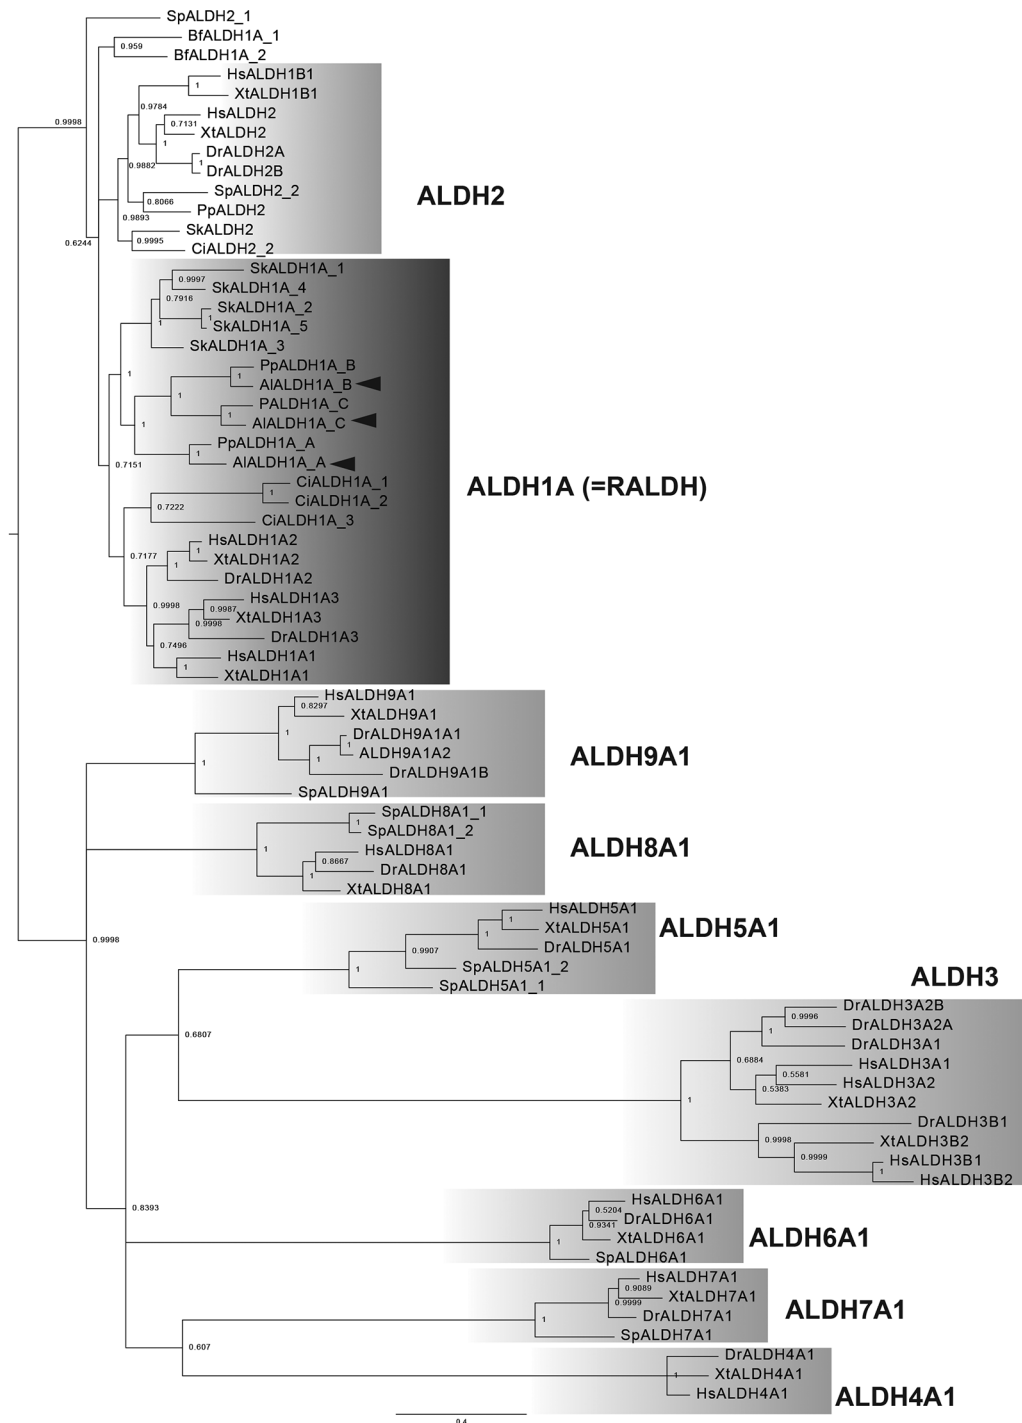 SpALDH2_1
BfALDH1A_1
0.959
BfALDH1A_2
HsALDH1B1
1
XtALDH1B1
0.9784
HsALDH2
0.7131
0.9998
XtALDH2
1
DrALDH2A
1
0.9882
DrALDH2B
SpALDH2_2
ALDH2
0.8066
PpALDH2
0.9893
SkALDH2
0.6244
0.9995
CiALDH2_2
SkALDH1A_1
0.9997
SkALDH1A_4
0.7916
SkALDH1A_2
1
1
SkALDH1A_5
SkALDH1A_3
PpALDH1A_B
1
1
AlALDH1A_B
1
PALDH1A_C
1
AlALDH1A_C
1
PpALDH1A_A
1
0.7151
AlALDH1A_A
CiALDH1A_1
ALDH1A (=RALDH)
1
CiALDH1A_2
0.7222
CiALDH1A_3
HsALDH1A2
1
0.7177
XtALDH1A2
1
DrALDH1A2
HsALDH1A3
0.9998
0.9987
XtALDH1A3
0.9998
DrALDH1A3
0.7496
HsALDH1A1
1
XtALDH1A1
HsALDH9A1
0.8297
XtALDH9A1
1
DrALDH9A1A1
1
ALDH9A1A2
ALDH9A1
1
1
DrALDH9A1B
SpALDH9A1
SpALDH8A1_1
1
SpALDH8A1_2
1
HsALDH8A1
ALDH8A1
0.8667
DrALDH8A1
1
XtALDH8A1
HsALDH5A1
1
XtALDH5A1
ALDH5A1
1
0.9998
DrALDH5A1
0.9907
SpALDH5A1_2
1
SpALDH5A1_1
ALDH3
DrALDH3A2B
0.9996
DrALDH3A2A
1
0.6807
DrALDH3A1
0.6884
HsALDH3A1
0.5581
HsALDH3A2
0.5383
1
XtALDH3A2
DrALDH3B1
0.9998
XtALDH3B2
0.9999
HsALDH3B1
1
HsALDH3B2
HsALDH6A1
0.8393
0.5204
DrALDH6A1
0.9341
XtALDH6A1
ALDH6A1
1
SpALDH6A1
HsALDH7A1
0.9089
XtALDH7A1
0.9999
DrALDH7A1
ALDH7A1
1
SpALDH7A1
0.607
DrALDH4A1
1
XtALDH4A1
HsALDH4A1
ALDH4A1
0.4